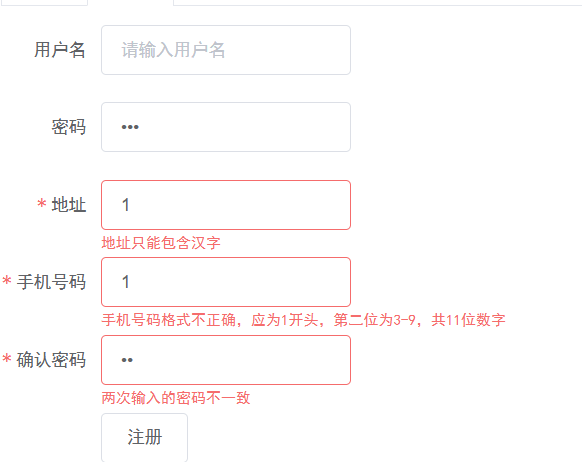 用户名 请输入用户名
密码 •••
* 地址 1
地址只能包含汉字
* 手机号码 1
手机号码格式不正确，应为1开头，第二位为3-9，共11位数字
* 确认密码 ••
两次输入的密码不一致
注册